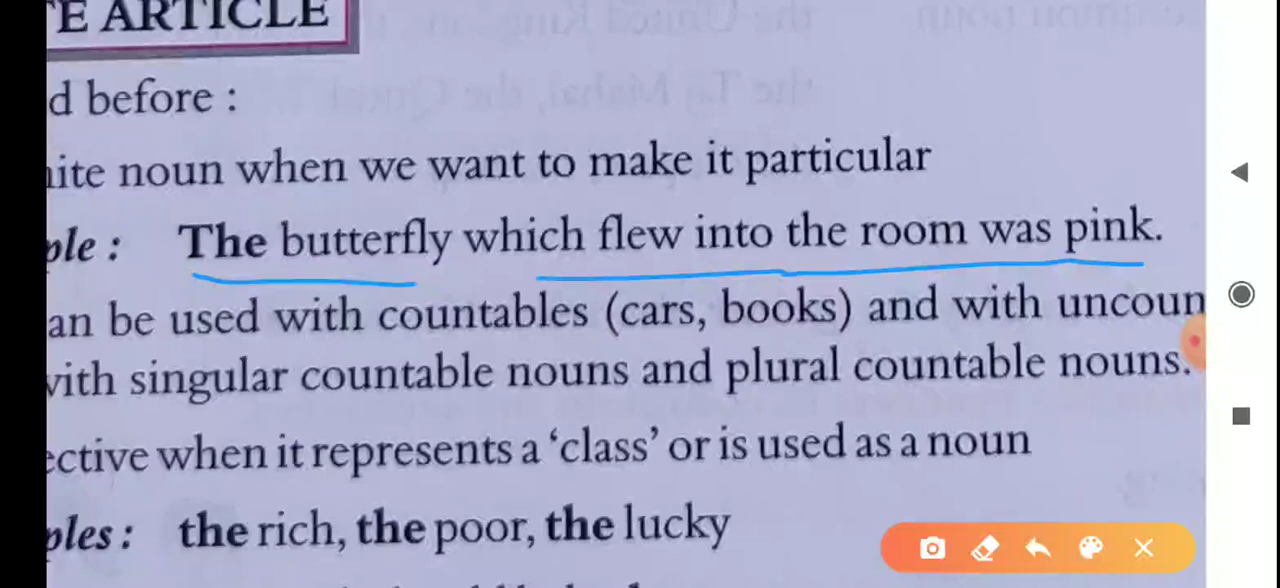 E ARTICLE
d before :
ite noun when we want to make it particular
ple : The butterfly which flew into the room was pink.
an be used with countables (cars, books) and with uncoun
with singular countable nouns and plural countable nouns.
ective when it represents a 'class' or is used as a noun
ples : the rich, the poor, the lucky